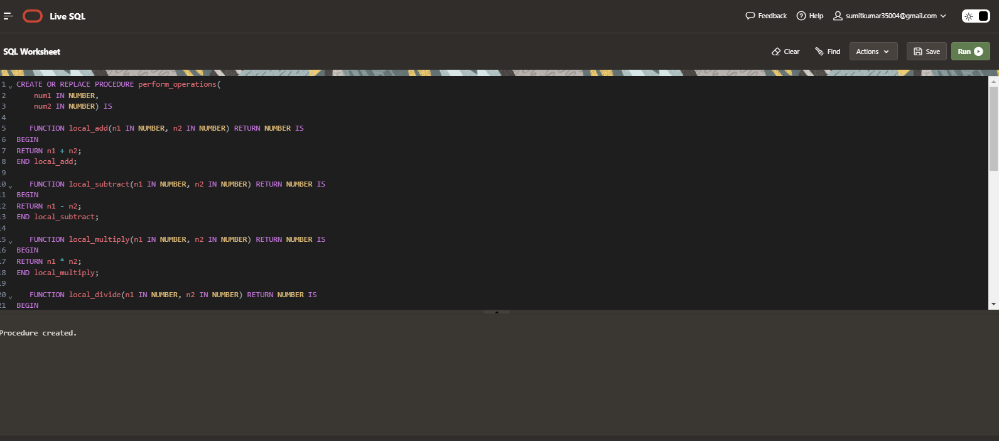 Live SQL
Feedback Help sumitkumar35004@gmail.com
SQL Worksheet
Clear Find Actions Save Run
1 CREATE OR REPLACE PROCEDURE perform_operations(
2 num1 IN NUMBER,
3 num2 IN NUMBER) IS
4
5 FUNCTION local_add(n1 IN NUMBER, n2 IN NUMBER) RETURN NUMBER IS
6 BEGIN
7 RETURN n1 + n2;
8 END local_add;
9
10 FUNCTION local_subtract(n1 IN NUMBER, n2 IN NUMBER) RETURN NUMBER IS
11 BEGIN
12 RETURN n1 - n2;
13 END local_subtract;
14
15 FUNCTION local_multiply(n1 IN NUMBER, n2 IN NUMBER) RETURN NUMBER IS
16 BEGIN
17 RETURN n1 * n2;
18 END local_multiply;
19
20 FUNCTION local_divide(n1 IN NUMBER, n2 IN NUMBER) RETURN NUMBER IS
21 BEGIN
Procedure created.